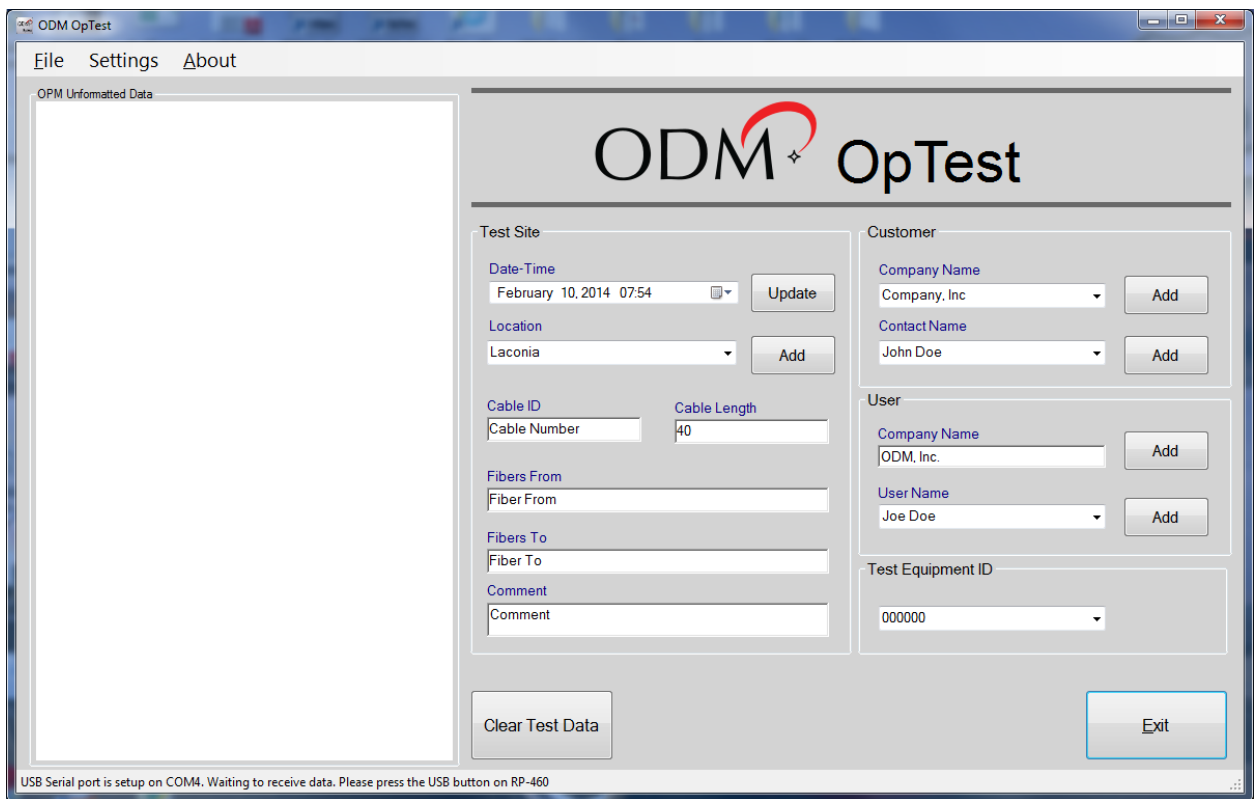 ODM OpTest
File Settings About
OPM Unformatted Data
ODM OpTest
Test Site
Date-Time
February 10, 2014 07:54
Update
Location
Laconia
Add
Cable ID
Cable Number
Cable Length
40
Fibers From
Fiber From
Fibers To
Fiber To
Comment
Comment
Customer
Company Name
Company, Inc
Add
Contact Name
John Doe
Add
User
Company Name
ODM, Inc.
Add
User Name
Joe Doe
Add
Test Equipment ID
000000
Clear Test Data
Exit
USB Serial port is setup on COM4. Waiting to receive data. Please press the USB button on RP-460